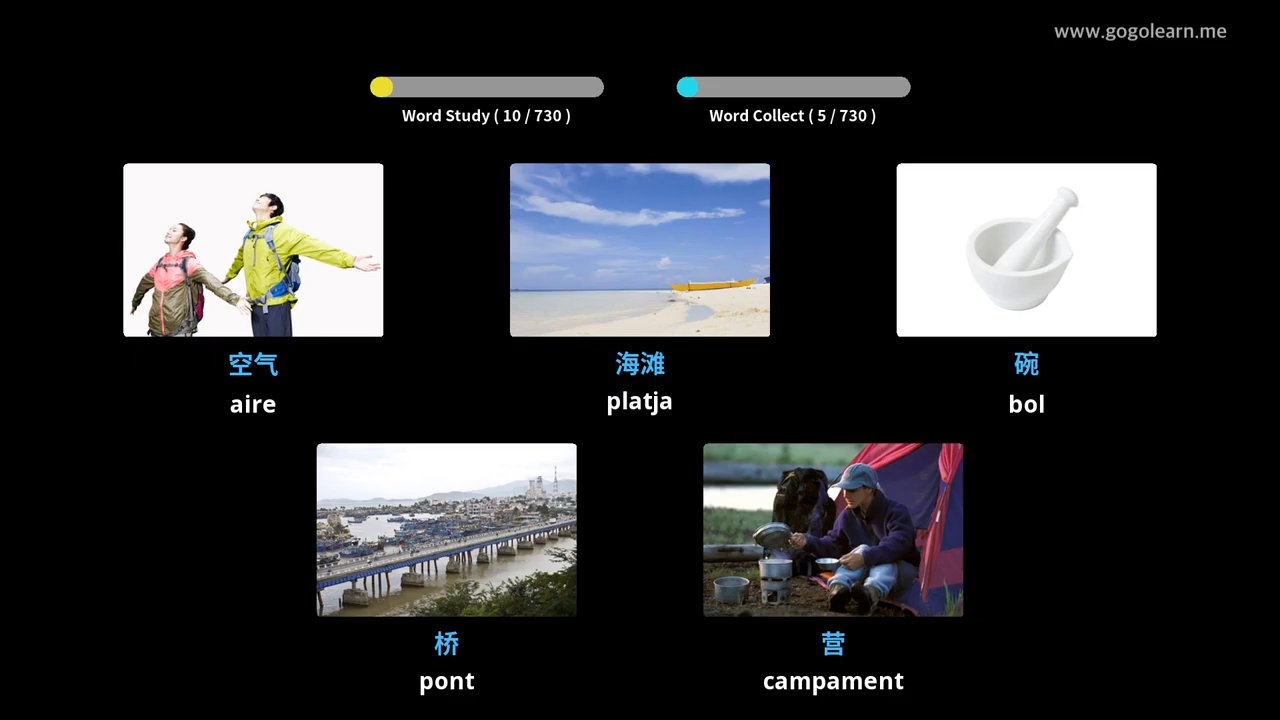 www.gogolearn.me
Word Study ( 10 / 730 )
Word Collect ( 5 / 730 )
空气
aire
海滩
platja
碗
bol
桥
pont
营
campament